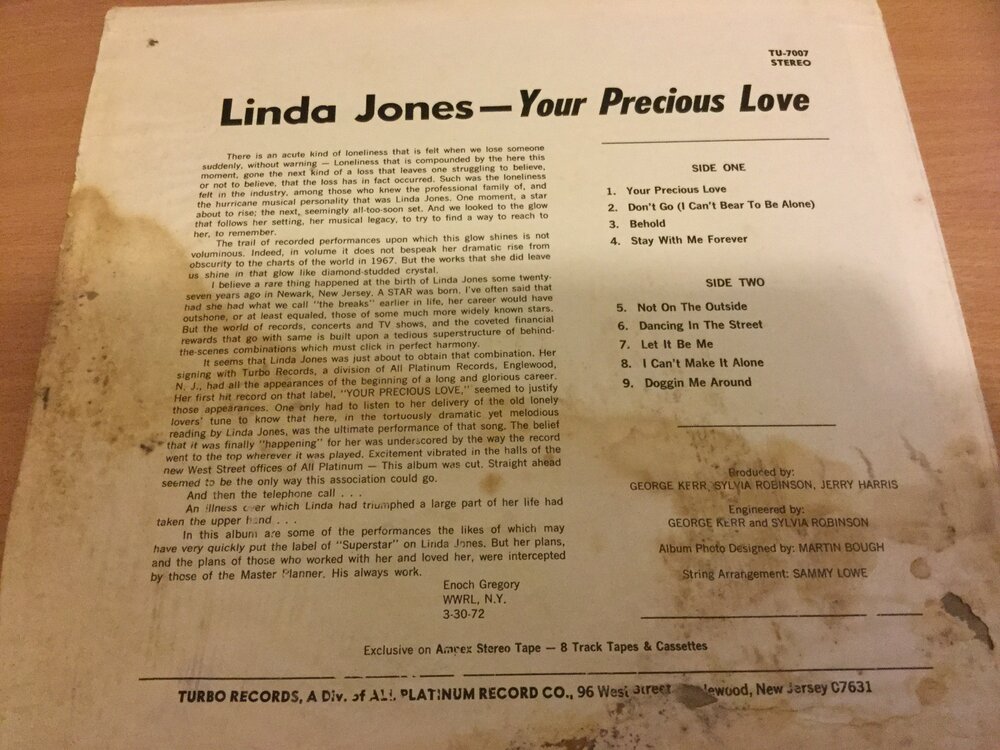 TU-7007
STEREO
Linda Jones — Your Precious Love
There is an acute kind of loneliness that is felt when we lose someone
suddenly, without warning — Loneliness that is compounded by the here this
moment, gone the next kind of a loss that leaves one struggling to believe,
or not to believe, that the loss has in fact occurred. Such was the loneliness
felt in the industry, among those who knew the professional family of, and
the hurricane musical personality that was Linda Jones. One moment, a star
about to rise; the next, seemingly all-too-soon set. And we looked to the glow
that follows her setting, her musical legacy, to try to find a way to reach to
her, to remember.
The trail of recorded performances upon which this glow shines is not
voluminous. Indeed, in volume it does not bespeak her dramatic rise from
obscurity to the charts of the world in 1967. But the works that she did leave
us shine in that glow like diamond-studded crystal.
I believe a rare thing happened at the birth of Linda Jones some twenty-
seven years ago in Newark, New Jersey. A STAR was born. I've often said that
had she had what we call "the breaks" earlier in life, her career would have
outshone, or at least equaled, those of some much more widely known stars.
But the world of records, concerts and TV shows, and the coveted financial
rewards that go with same is built upon a tedious superstructure of behind-
the-scenes combinations which must click in perfect harmony.
It seems that Linda Jones was just about to obtain that combination. Her
signing with Turbo Records, a division of All Platinum Records, Englewood,
N. J., had all the appearances of the beginning of a long and glorious career.
Her first hit record on that label, "YOUR PRECIOUS LOVE," seemed to justify
those appearances. One only had to listen to her delivery of the old lonely
lovers' tune to know that here, in the tortuously dramatic yet melodious
reading by Linda Jones, was the ultimate performance of that song. The belief
that it was finally "happening" for her was underscored by the way the record
went to the top wherever it was played. Excitement vibrated in the halls of the
new West Street offices of All Platinum — This album was cut. Straight ahead
seemed to be the only way this association could go.
And then the telephone call . . .
An illness over which Linda had triumphed a large part of her life had
taken the upper hand . . .
In this album are some of the performances the likes of which may
have very quickly put the label of "Superstar" on Linda Jones. But her plans,
and the plans of those who worked with her and loved her, were intercepted
by those of the Master Planner. His always work.
Enoch Gregory
WWRL, N.Y.
3-30-72
SIDE ONE
1. Your Precious Love
2. Don't Go (I Can't Bear To Be Alone)
3. Behold
4. Stay With Me Forever
SIDE TWO
5. Not On The Outside
6. Dancing In The Street
7. Let It Be Me
8. I Can't Make It Alone
9. Doggin Me Around
Produced by:
GEORGE KERR, SYLVIA ROBINSON, JERRY HARRIS
Engineered by:
GEORGE KERR and SYLVIA ROBINSON
Album Photo Designed by: MARTIN BOUGH
String Arrangement: SAMMY LOWE
Exclusive on Ampex Stereo Tape — 8 Track Tapes & Cassettes
TURBO RECORDS, A Div. of ALL PLATINUM RECORD CO., 96 West Street, New Jersey 07631